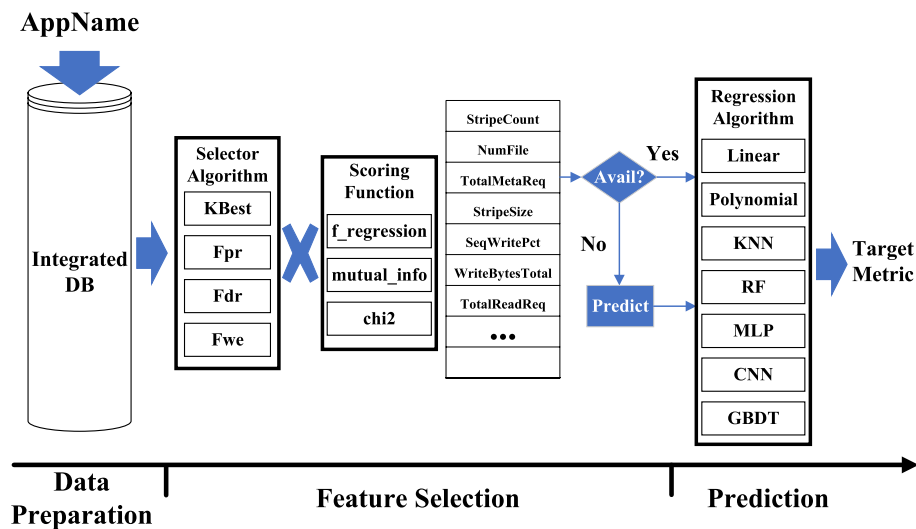 AppName
Integrated
DB
Selector
Algorithm
KBest
Fpr
Fdr
Fwe
Scoring
Function
f_regression
mutual_info
chi2
StripeCount
NumFile
TotalMetaReq
StripeSize
SeqWritePct
WriteBytesTotal
TotalReadReq
•••
Avail?
Yes
No
Predict
Regression
Algorithm
Linear
Polynomial
KNN
RF
MLP
CNN
GBDT
Target
Metric
Data
Preparation
Feature Selection
Prediction